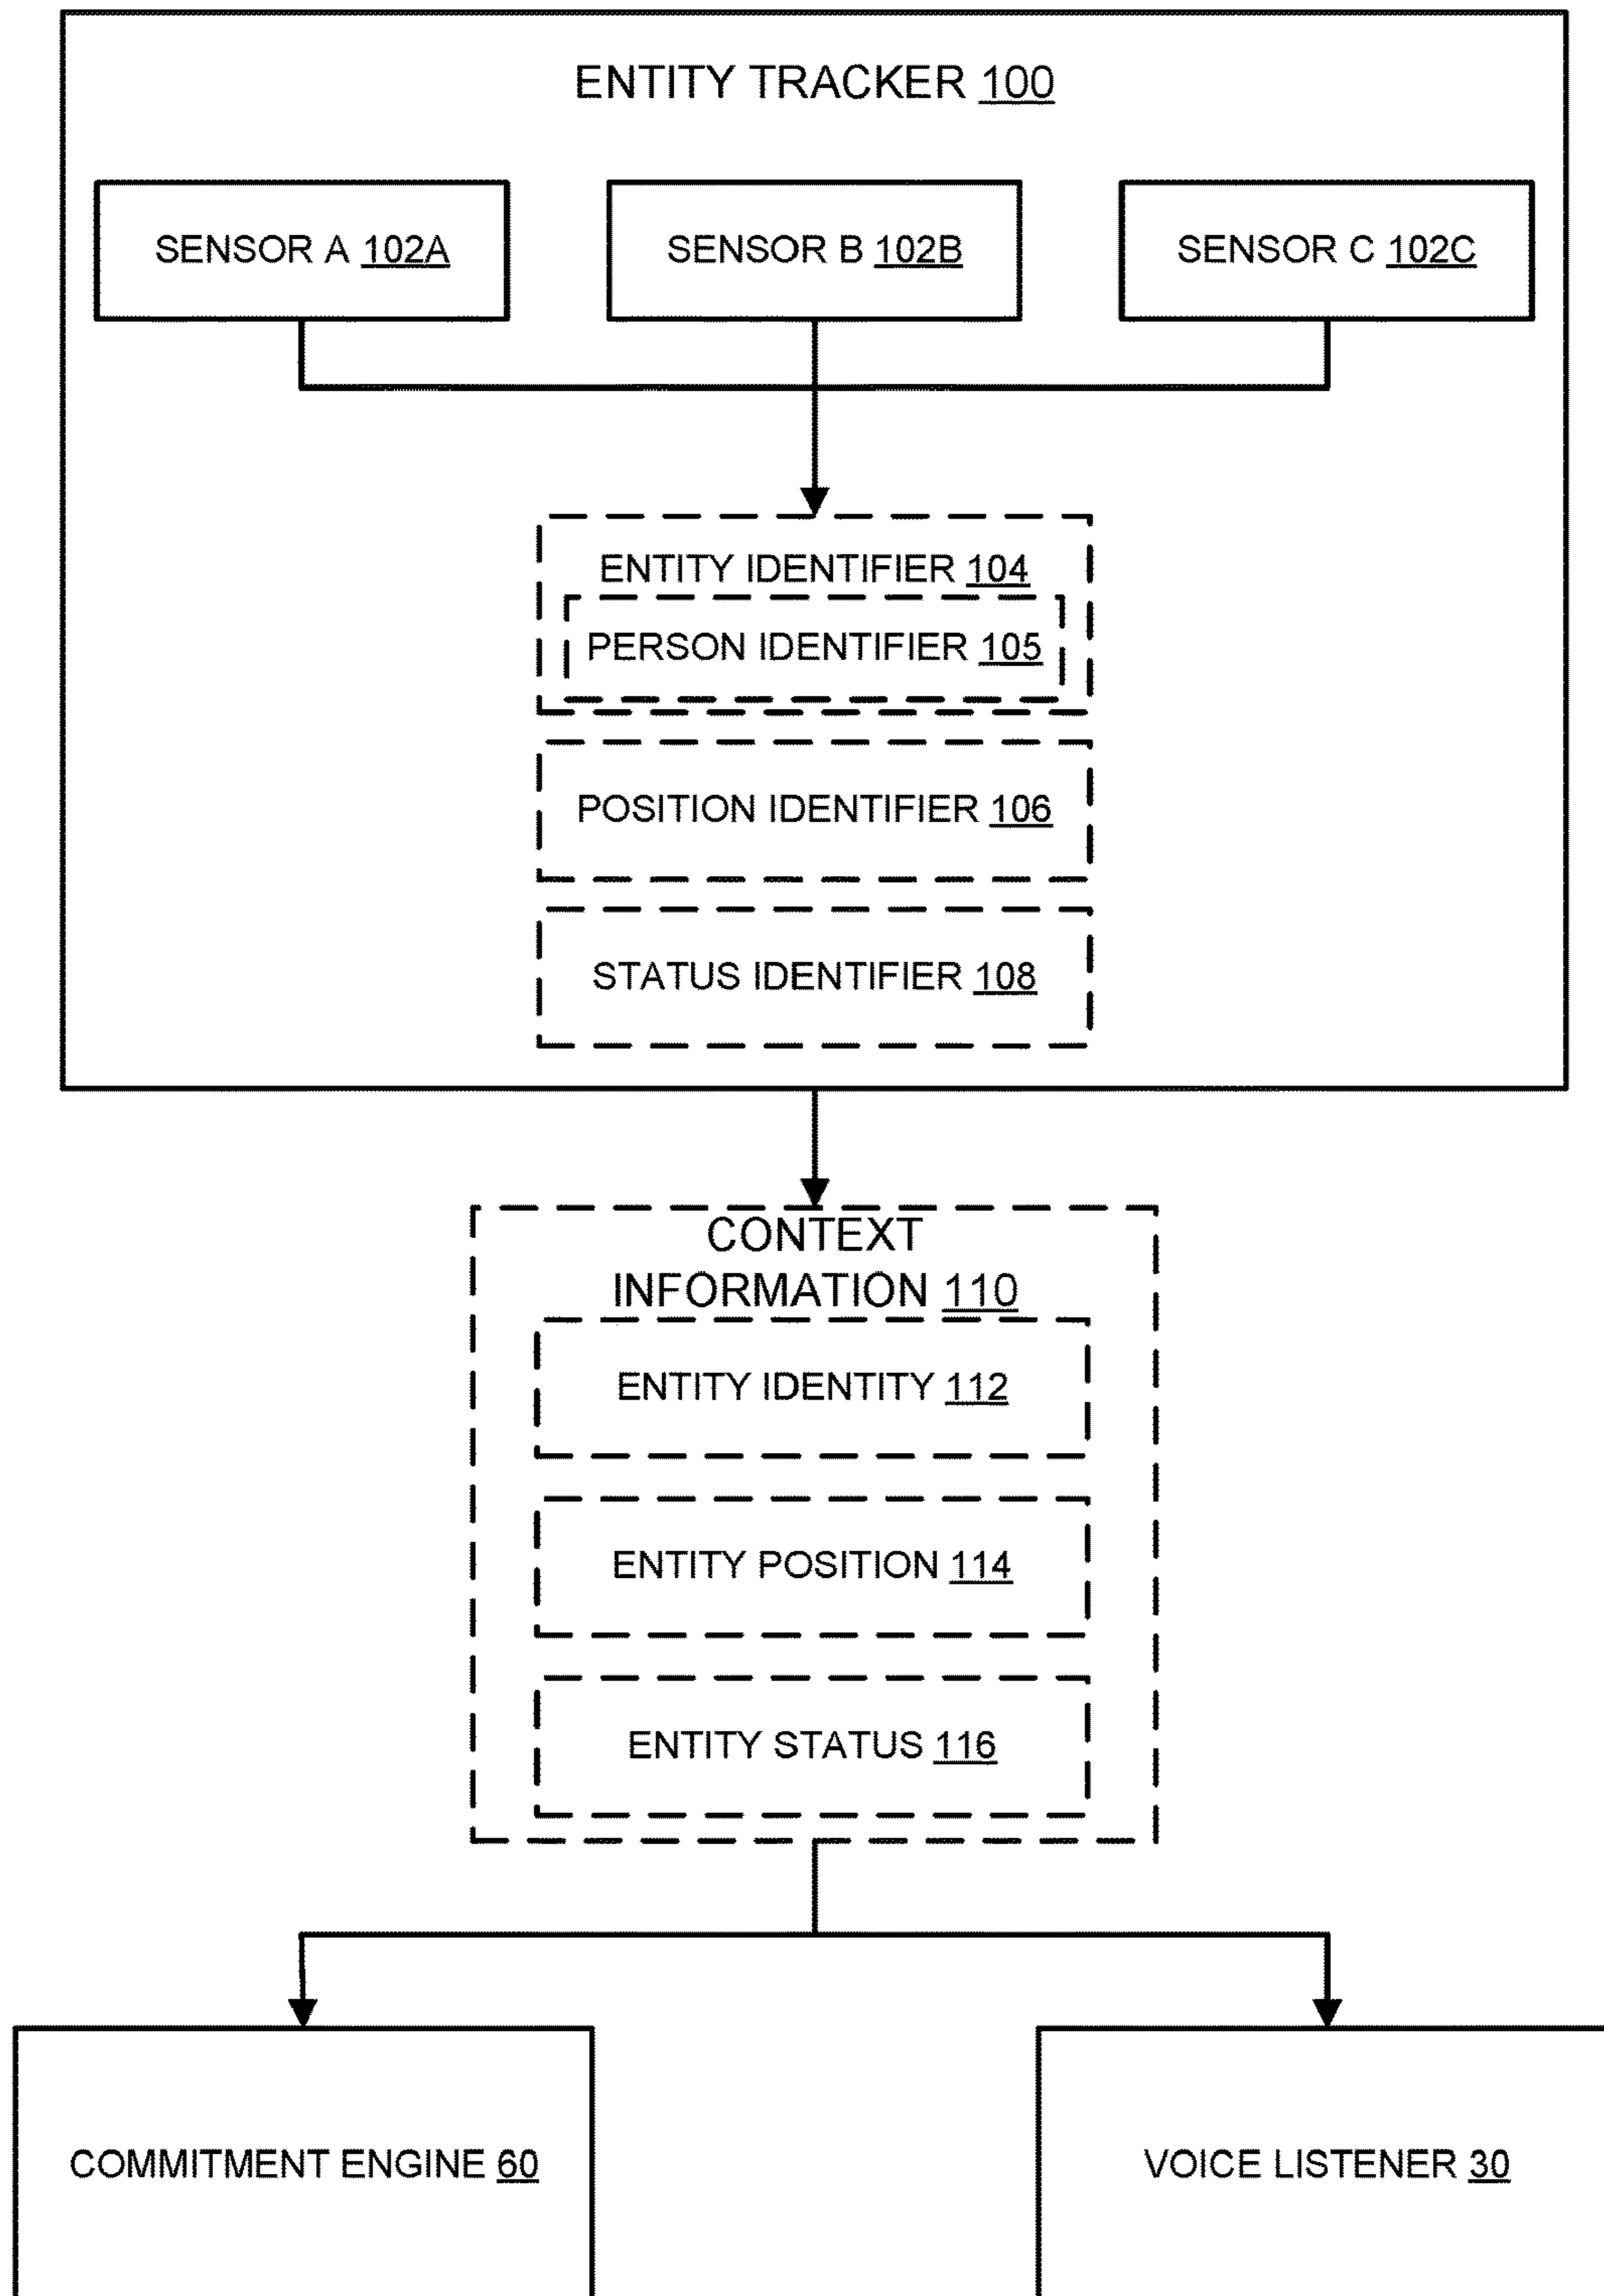 ENTITY TRACKER 100
SENSOR A 102A
SENSOR B 102B
SENSOR C 102C
ENTITY IDENTIFIER 104
PERSON IDENTIFIER 105
POSITION IDENTIFIER 106
STATUS IDENTIFIER 108
CONTEXT
INFORMATION 110
ENTITY IDENTITY 112
ENTITY POSITION 114
ENTITY STATUS 116
COMMITMENT ENGINE 60
VOICE LISTENER 30